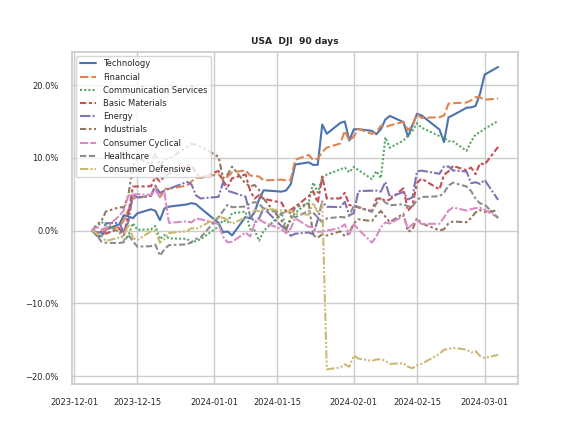 USA DJI 90 days
Technology
Financial
Communication Services
Basic Materials
Energy
Industrials
Consumer Cyclical
Healthcare
Consumer Defensive
20.0%
10.0%
0.0%
−10.0%
−20.0%
2023-12-01 2023-12-15 2024-01-01 2024-01-15 2024-02-01 2024-02-15 2024-03-01